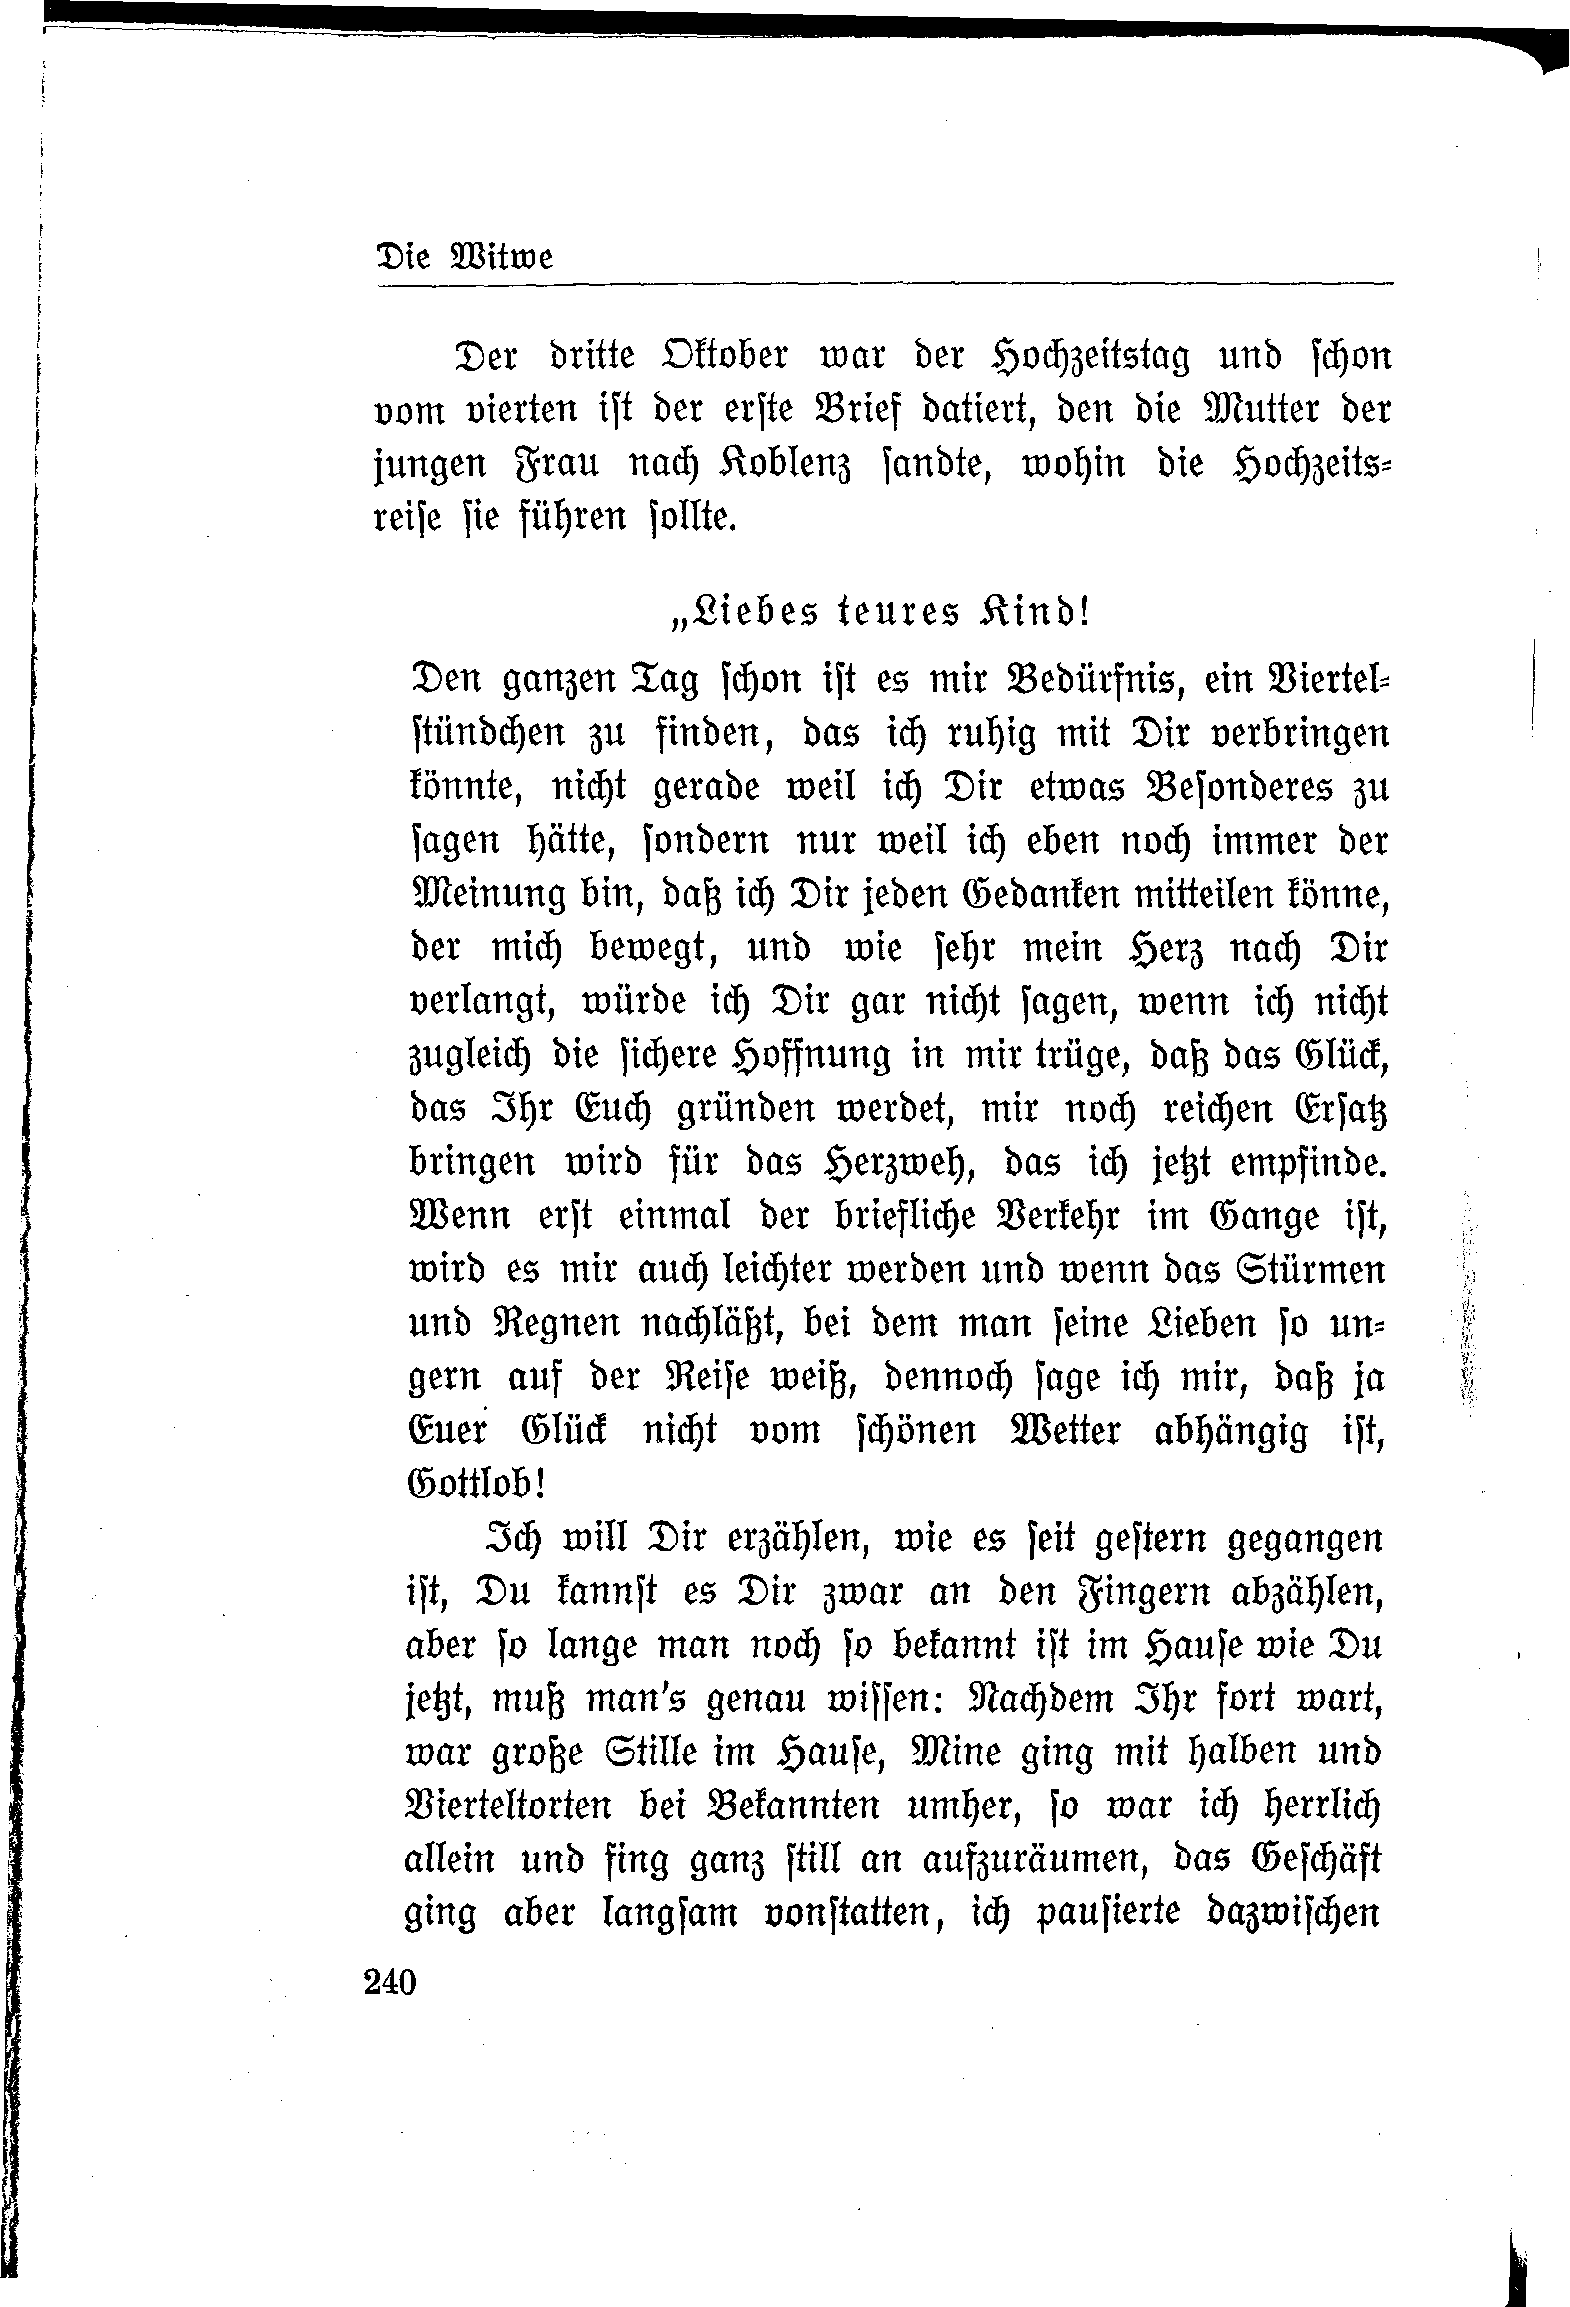 Die Witwe
Der dritte Oktober war der Hochzeitstag und schon
vom vierten ist der erste Brief datiert, den die Mutter der
jungen Frau nach Koblenz sandte, wohin die Hochzeits-
reise sie führen sollte.
„Liebes teures Kind!
Den ganzen Tag schon ist es mir Bedürfnis, ein Viertel-
stündchen zu finden, das ich ruhig mit Dir verbringen
könnte, nicht gerade weil ich Dir etwas Besonderes zu
sagen hätte, sondern nur weil ich eben noch immer der
Meinung bin, daß ich Dir jeden Gedanken mitteilen könne,
der mich bewegt, und wie sehr mein Herz nach Dir
verlangt, würde ich Dir gar nicht sagen, wenn ich nicht
zugleich die sichere Hoffnung in mir trüge, daß das Glück,
das Ihr Euch gründen werdet, mir noch reichen Ersatz
bringen wird für das Herzweh, das ich jetzt empfinde.
Wenn erst einmal der briefliche Verkehr im Gange ist,
wird es mir auch leichter werden und wenn das Stürmen
und Regnen nachläßt, bei dem man seine Lieben so un-
gern auf der Reise weiß, dennoch sage ich mir, daß ja
Euer Glück nicht vom schönen Wetter abhängig ist,
Gottlob!
Ich will Dir erzählen, wie es seit gestern gegangen
ist, Du kannst es Dir zwar an den Fingern abzählen,
aber so lange man noch so bekannt ist im Hause wie Du
jetzt, muß man's genau wissen: Nachdem Ihr fort wart,
war große Stille im Hause, Mine ging mit halben und
Vierteltorten bei Bekannten umher, so war ich herrlich
allein und fing ganz still an aufzuräumen, das Geschäft
ging aber langsam vonstatten, ich pausierte dazwischen
240